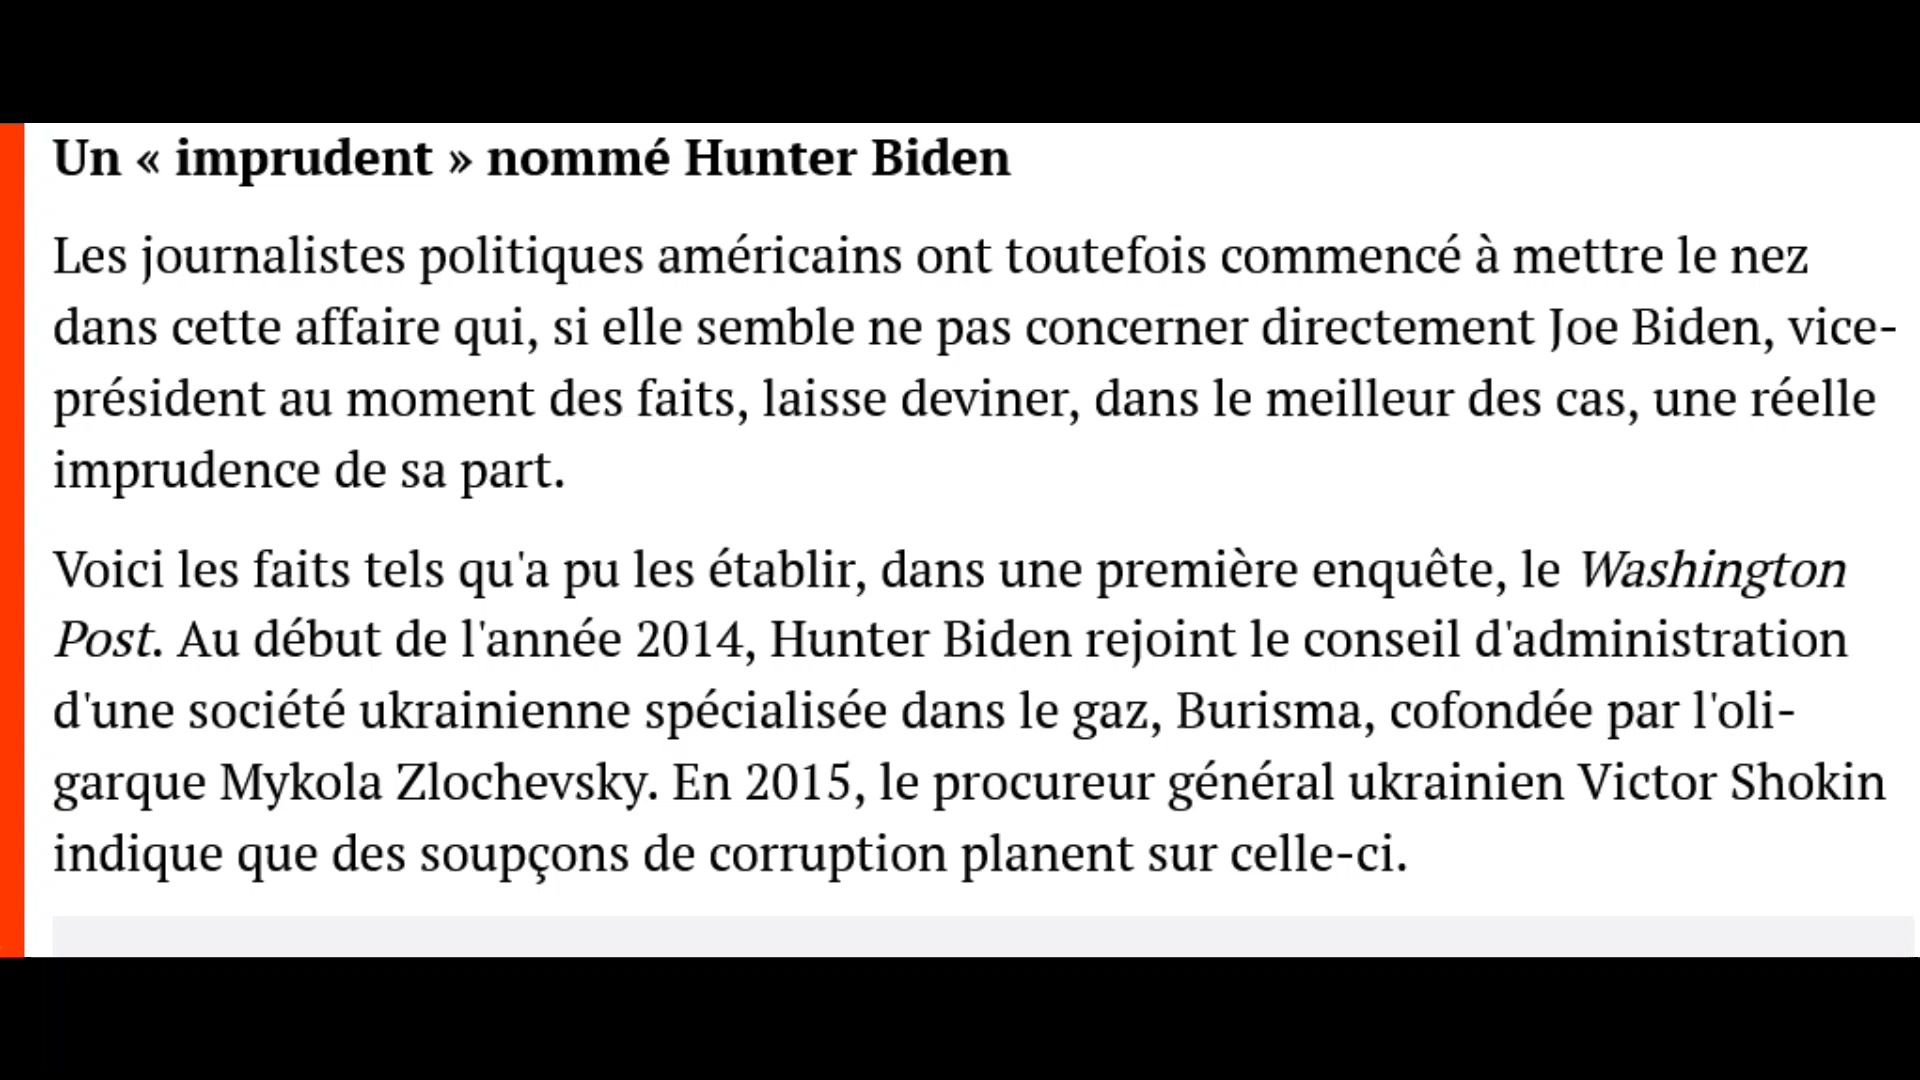 Un « imprudent » nommé Hunter Biden
Les journalistes politiques américains ont toutefois commencé à mettre le nez
dans cette affaire qui, si elle semble ne pas concerner directement Joe Biden, vice-
président au moment des faits, laisse deviner, dans le meilleur des cas, une réelle
imprudence de sa part.
Voici les faits tels qu'a pu les établir, dans une première enquête, le Washington
Post. Au début de l'année 2014, Hunter Biden rejoint le conseil d'administration
d'une société ukrainienne spécialisée dans le gaz, Burisma, cofondée par l'oli-
garque Mykola Zlochevsky. En 2015, le procureur général ukrainien Victor Shokin
indique que des soupçons de corruption planent sur celle-ci.